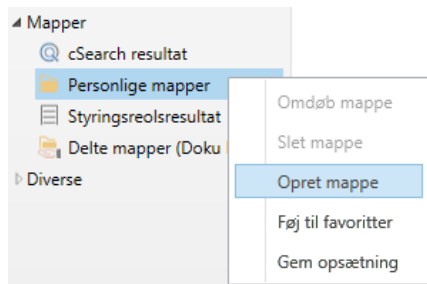 Mapper
cSearch resultat
Personlige mapper
Styringsreolsresultat
Delte mapper (Doku
Diverse
Omdøb mappe
Slet mappe
Opret mappe
Føj til favoritter
Gem opsætning